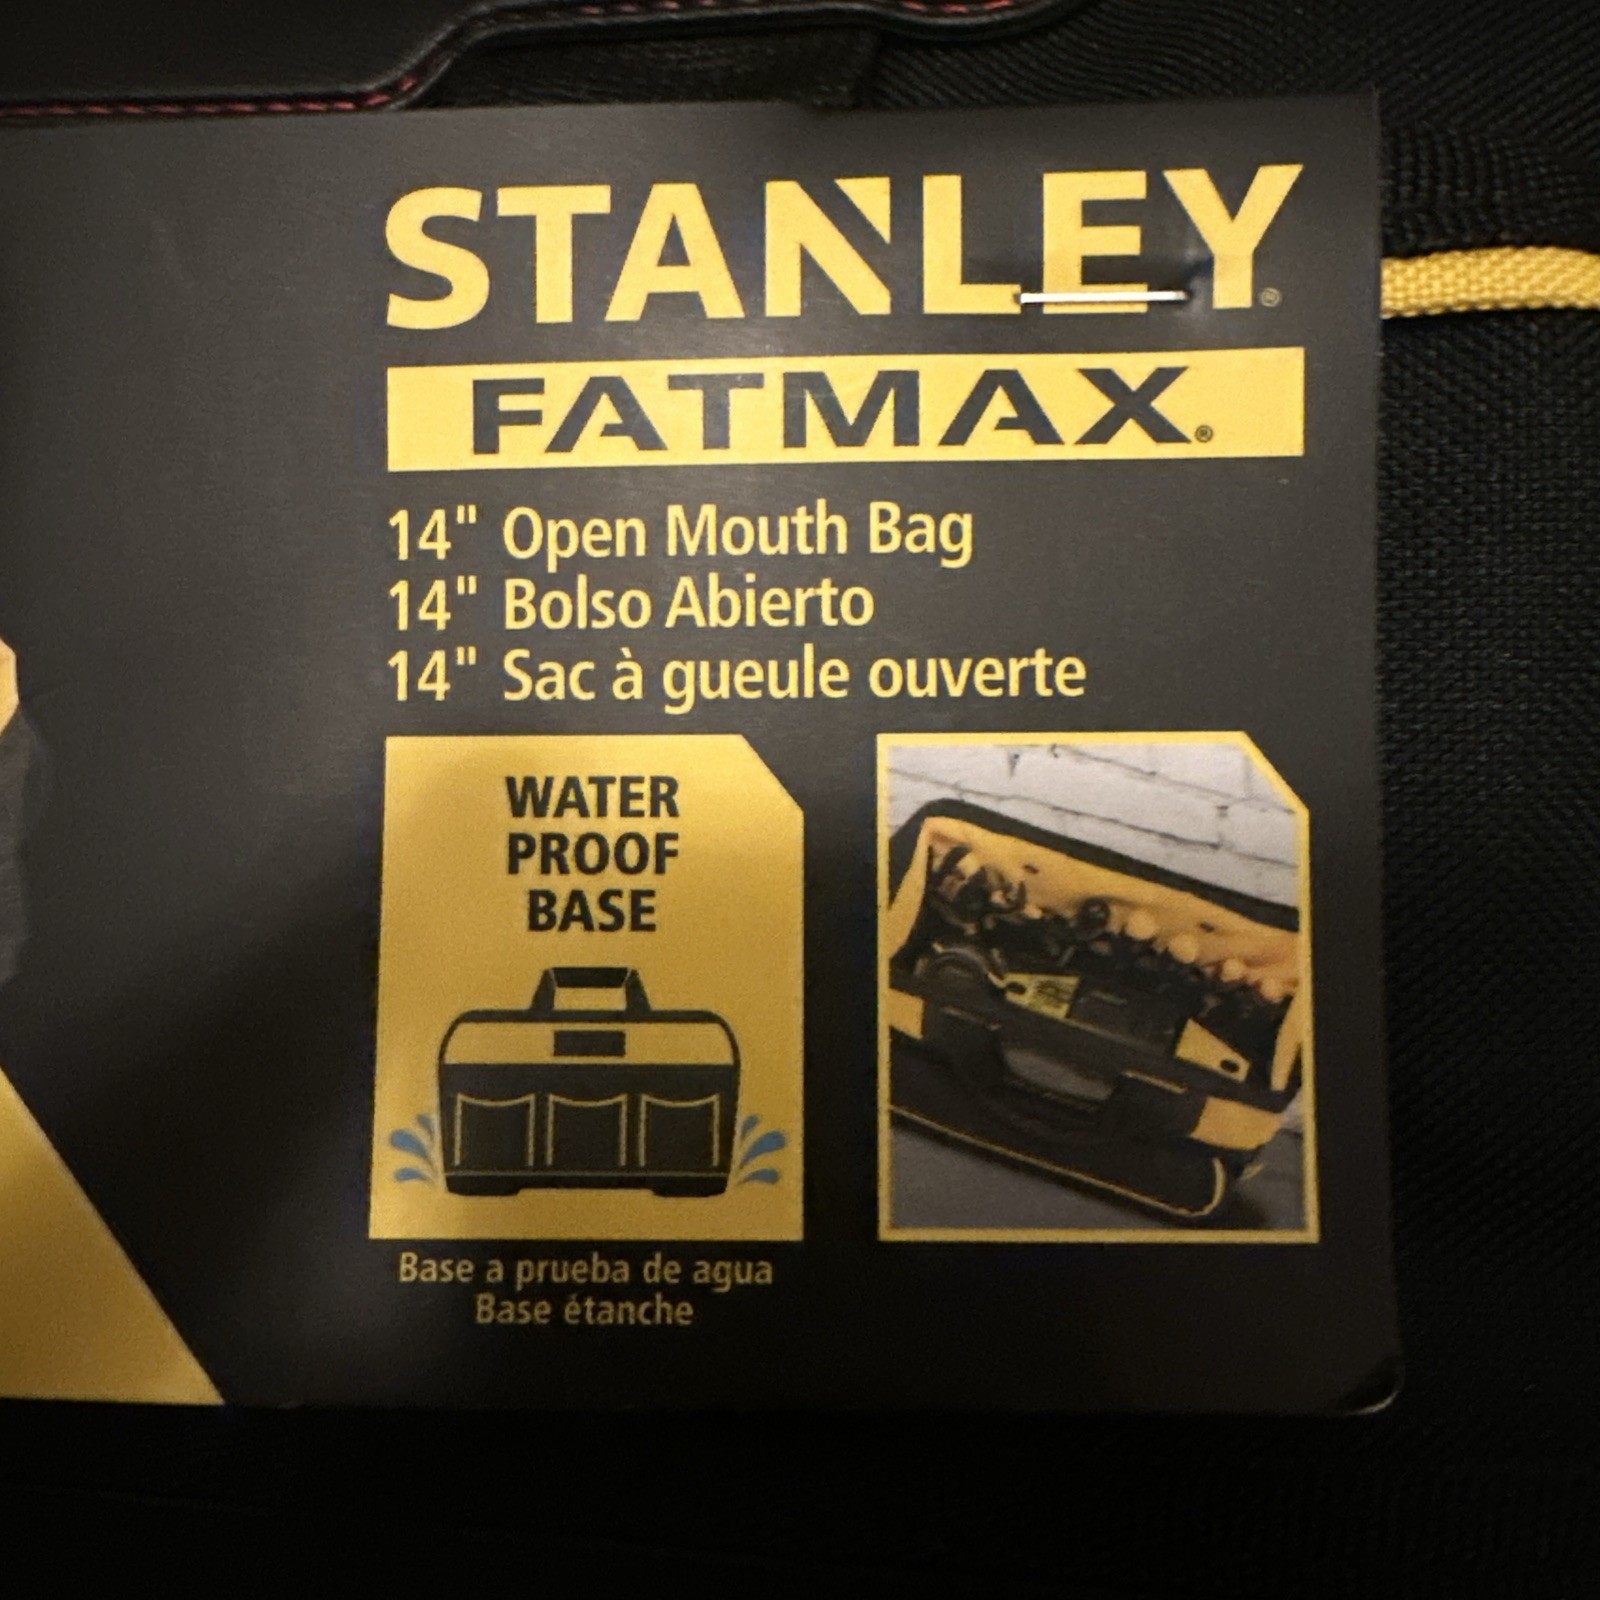 STANLEY®
FATMAX®
14" Open Mouth Bag
14" Bolso Abierto
14" Sac à gueule ouverte
WATER
PROOF
BASE
Base a prueba de agua
Base étanche